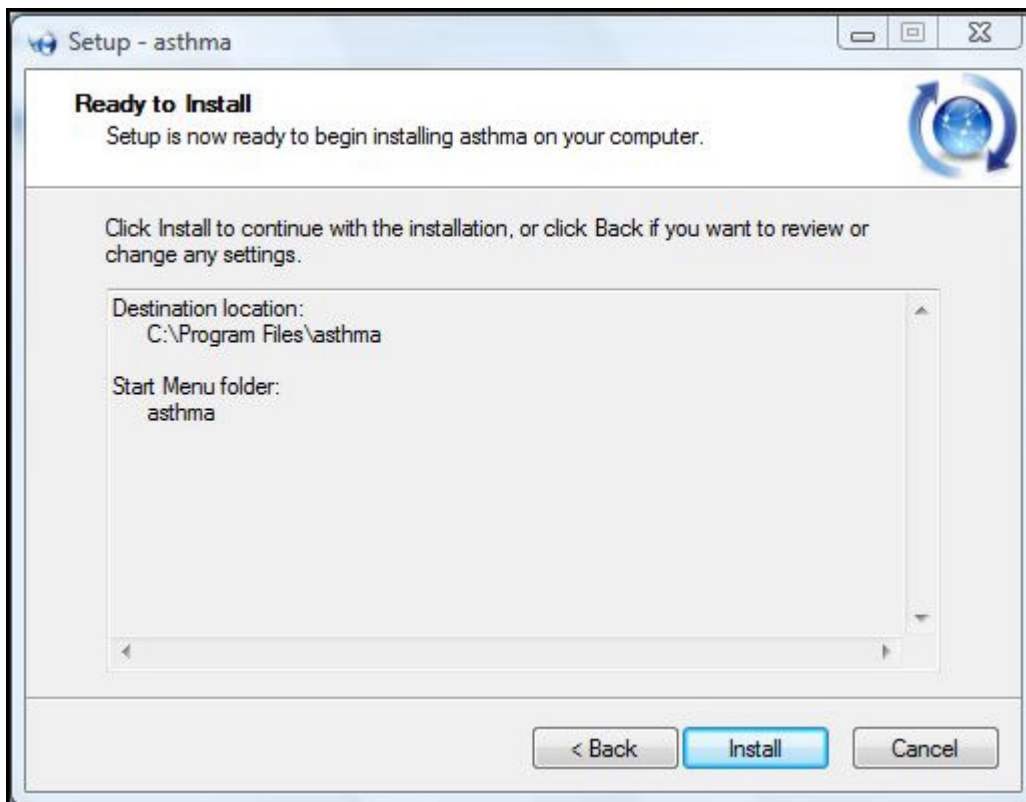 Setup - asthma
Ready to Install
Setup is now ready to begin installing asthma on your computer.
Click Install to continue with the installation, or click Back if you want to review or
change any settings.
Destination location:
C:\Program Files\asthma
Start Menu folder:
asthma
< Back Install Cancel